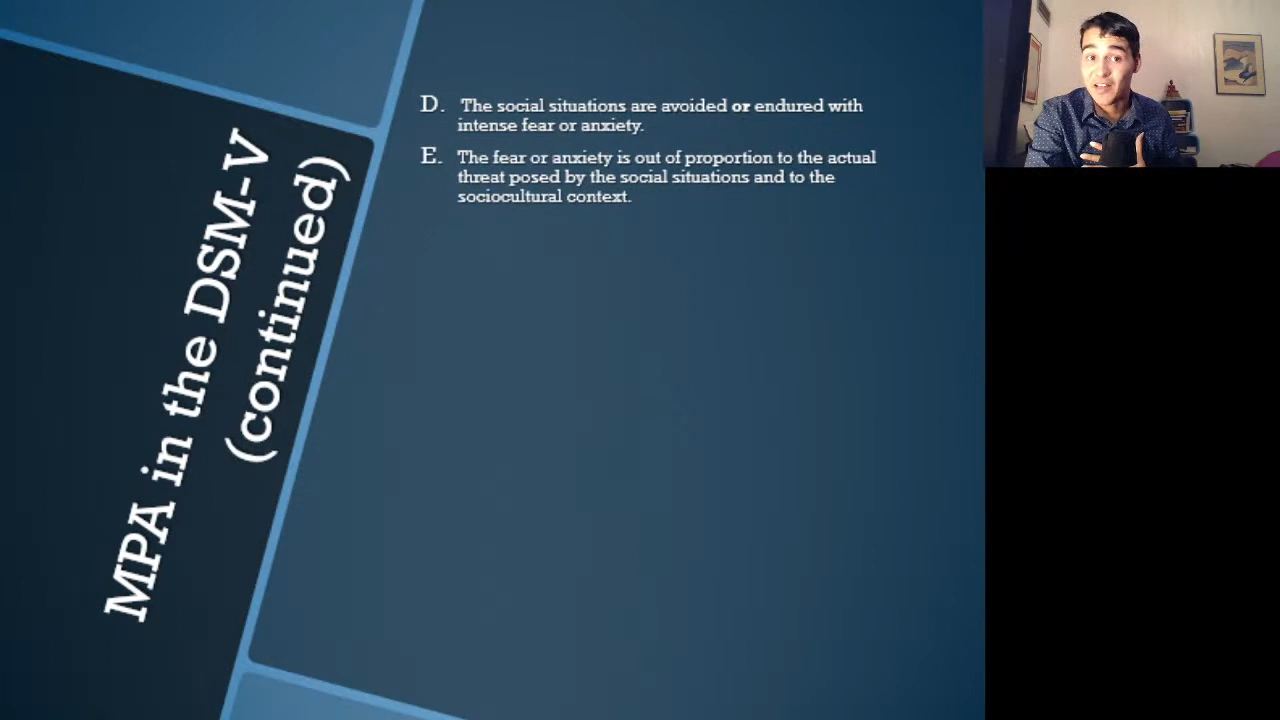 MPA in the DSM-V
(continued)
D. The social situations are avoided or endured with
intense fear or anxiety.
E. The fear or anxiety is out of proportion to the actual
threat posed by the social situations and to the
sociocultural context.